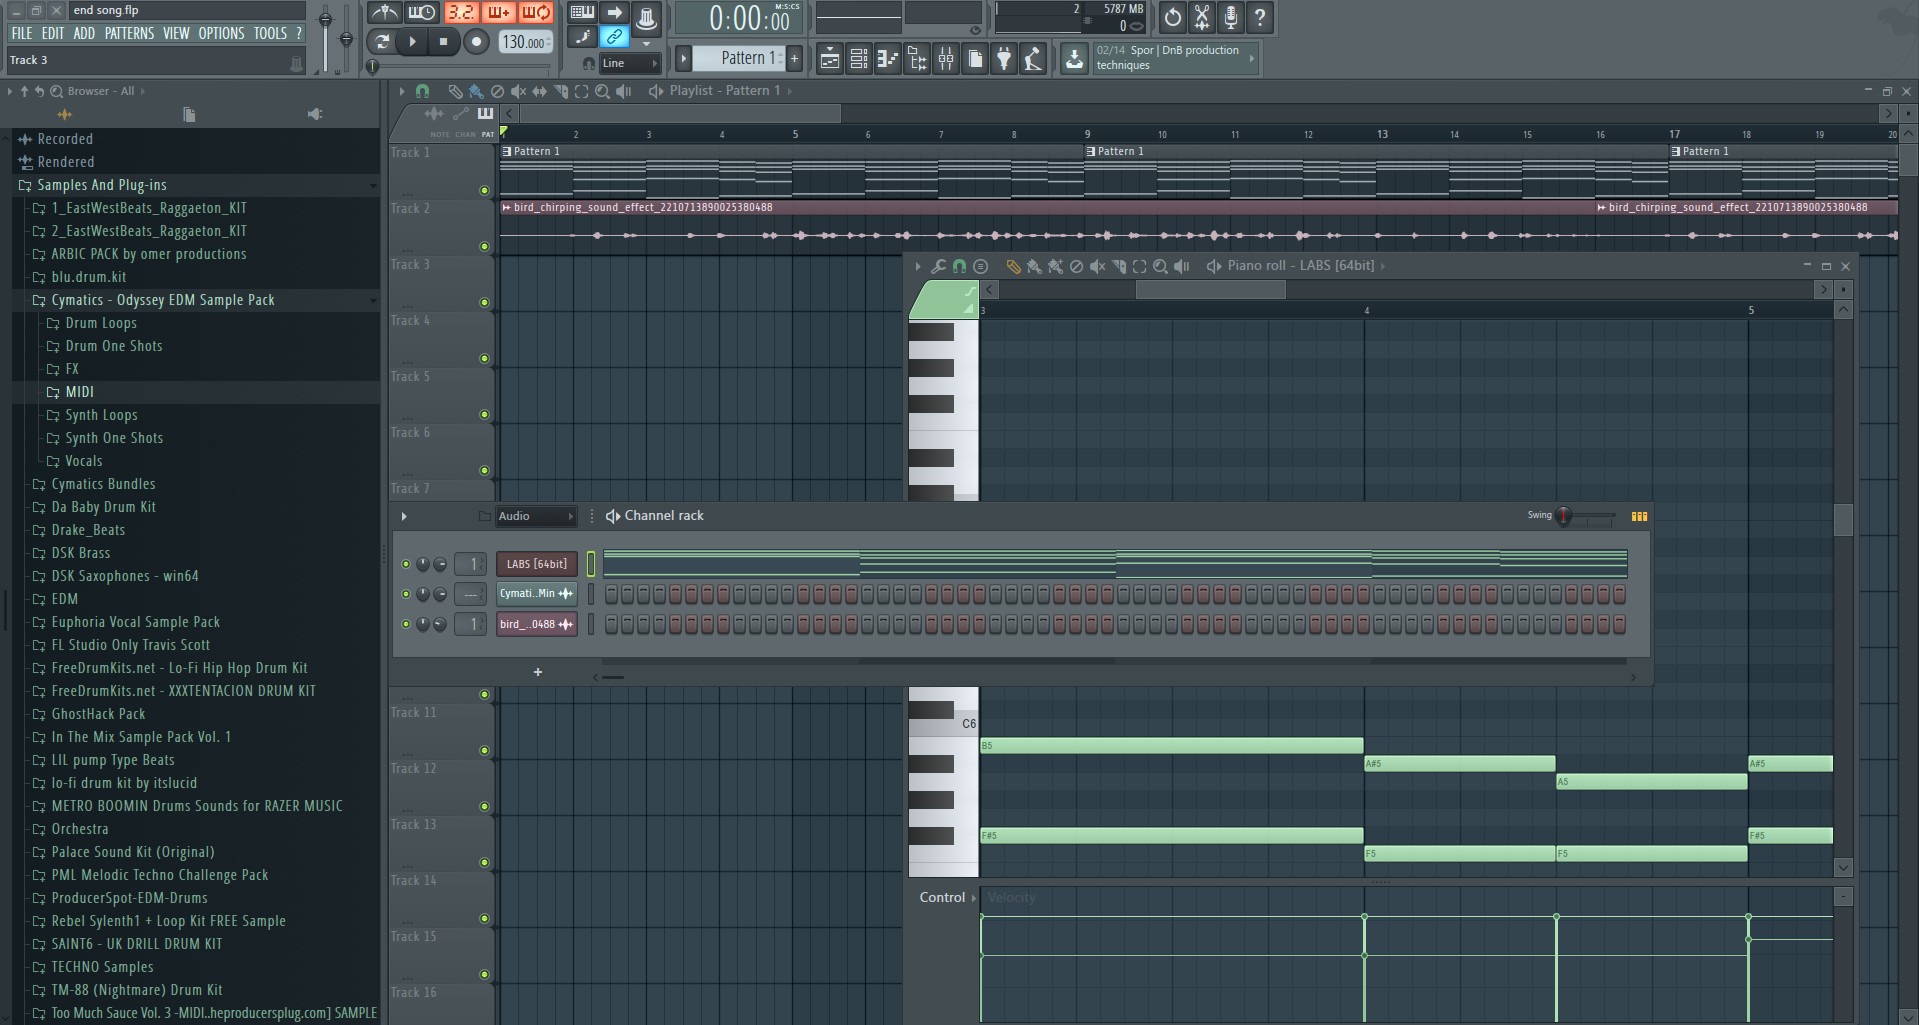 end song.flp
FILE EDIT ADD PATTERNS VIEW OPTIONS TOOLS ?
Track 3
3.2.
130.000
Line
0:00:00
M:S:CS
Pattern 1
+
2
5787 MB
0
?
02/14 Spor | DnB production
techniques
Browser - All
Recorded
Rendered
Samples And Plug-ins
1_EastWestBeats_Raggaeton_KIT
2_EastWestBeats_Raggaeton_KIT
ARBIC PACK by omer productions
blu.drum.kit
Cymatics - Odyssey EDM Sample Pack
Drum Loops
Drum One Shots
FX
MIDI
Synth Loops
Synth One Shots
Vocals
Cymatics Bundles
Da Baby Drum Kit
Drake_Beats
DSK Brass
DSK Saxophones - win64
EDM
Euphoria Vocal Sample Pack
FL Studio Only Travis Scott
FreeDrumKits.net - Lo-Fi Hip Hop Drum Kit
FreeDrumKits.net - XXXTENTACION DRUM KIT
GhostHack Pack
In The Mix Sample Pack Vol. 1
LIL pump Type Beats
lo-fi drum kit by itslucid
METRO BOOMIN Drums Sounds for RAZER MUSIC
Orchestra
Palace Sound Kit (Original)
PML Melodic Techno Challenge Pack
ProducerSpot-EDM-Drums
Rebel Sylenth1 + Loop Kit FREE Sample
SAINT6 - UK DRILL DRUM KIT
TECHNO Samples
TM-88 (Nightmare) Drum Kit
Too Much Sauce Vol. 3 -MIDI..heproducersplug.com] SAMPLE
Playlist - Pattern 1
NOTE CHAN PAT
2 3 4 5 6 7 8 9 10 11 12 13 14 15 16 17 18 19 20
Track 1
Pattern 1
Pattern 1
Pattern 1
Track 2
bird_chirping_sound_effect_2210713890025380488
bird_chirping_sound_effect_2210713890025380488
Track 3
Track 4
Track 5
Track 6
Track 7
Piano roll - LABS [64bit]
3 4 5
Audio
Channel rack
Swing
1 LABS [64bit]
--- Cymati..Min
1 bird_..0488
+
Track 11
Track 12
Track 13
Track 14
Track 15
Track 16
C6
B5
A#5
A#5
A5
F#5
F#5
F5
F5
Control
Velocity